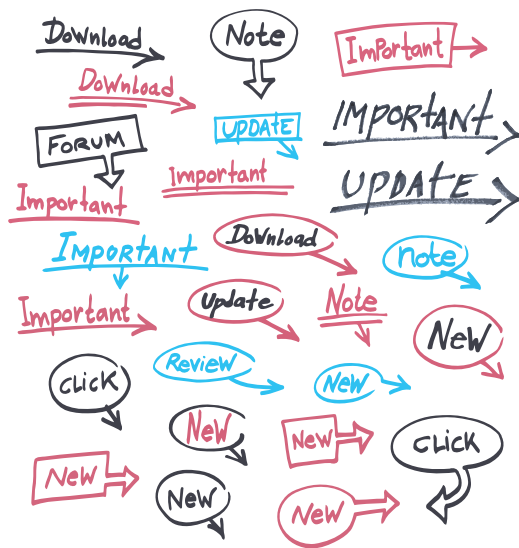 Download
Note
Important
Download
IMPORTANT
UPDATE
FORUM
Important
UPDATE
Important
Download
IMPORTANT
Note
Update
Note
Important
New
Review
Click
New
New
New
Click
New
New
New